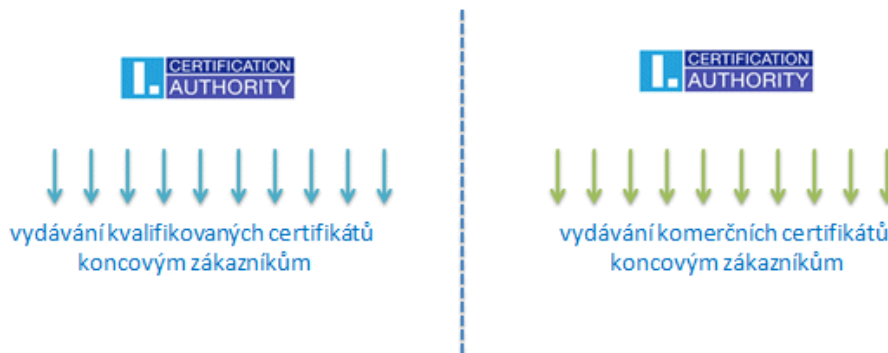 I. CERTIFICATION
AUTHORITY
vydávání kvalifikovaných certifikátů
koncovým zákazníkům
I. CERTIFICATION
AUTHORITY
vydávání komerčních certifikátů
koncovým zákazníkům